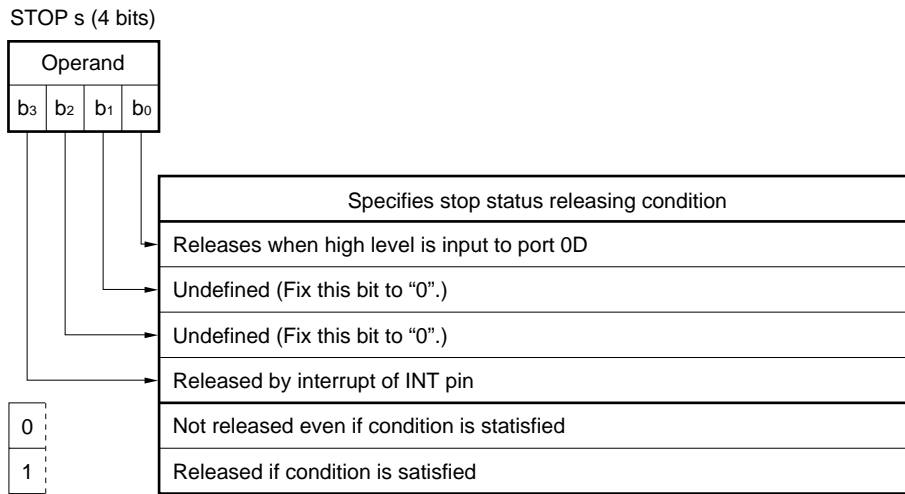 STOP s (4 bits)
Operand
b3 b2 b1 b0
Specifies stop status releasing condition
Releases when high level is input to port 0D
Undefined (Fix this bit to “0”.)
Undefined (Fix this bit to “0”.)
Released by interrupt of INT pin
0 Not released even if condition is statisfied
1 Released if condition is satisfied